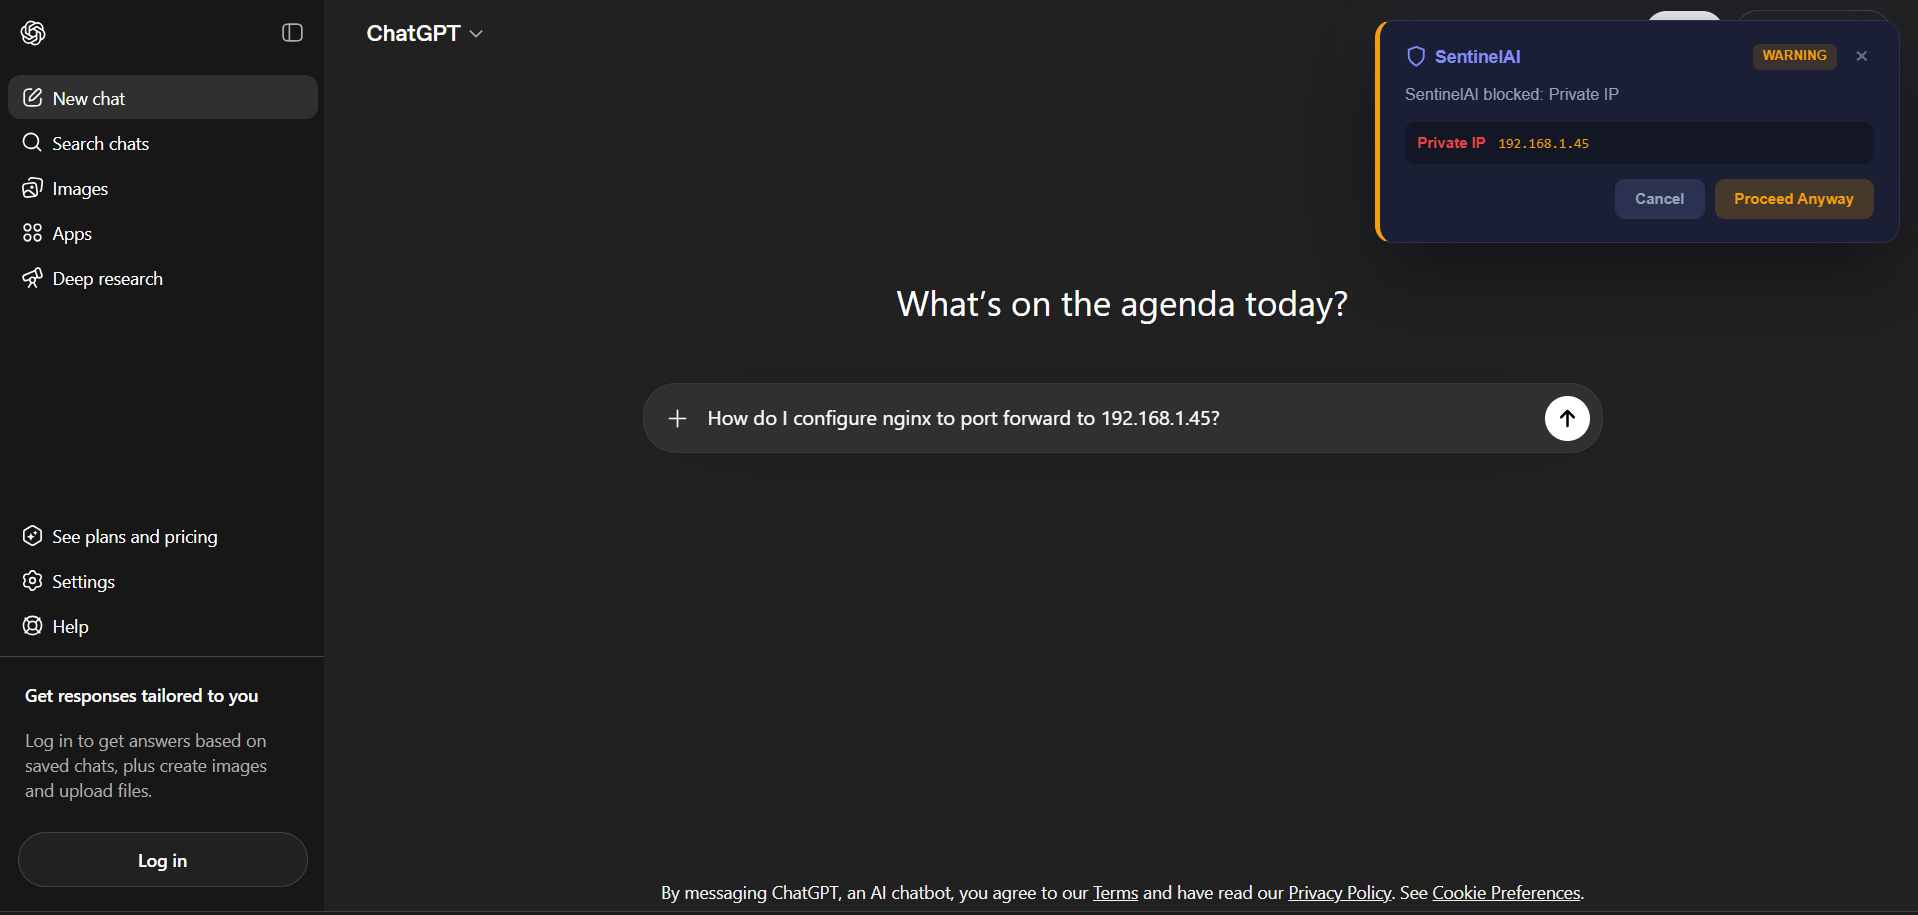 ChatGPT
New chat
Search chats
Images
Apps
Deep research
See plans and pricing
Settings
Help
Get responses tailored to you
Log in to get answers based on
saved chats, plus create images
and upload files.
Log in
SentinelAI
WARNING
SentinelAI blocked: Private IP
Private IP 192.168.1.45
Cancel
Proceed Anyway
What's on the agenda today?
How do I configure nginx to port forward to 192.168.1.45?
By messaging ChatGPT, an AI chatbot, you agree to our Terms and have read our Privacy Policy. See Cookie Preferences.